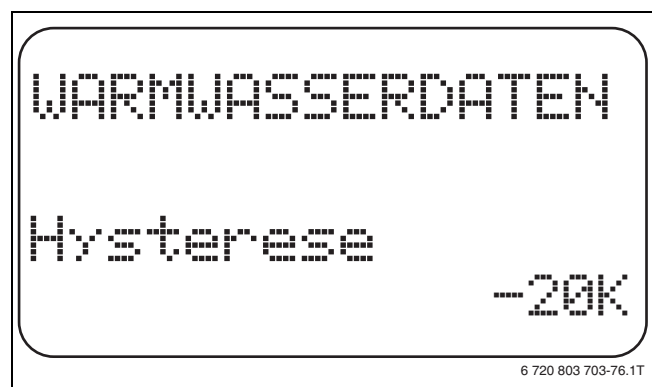 WARMWASSERDATEN
Hysterese
-20K
6 720 803 703-76.1T